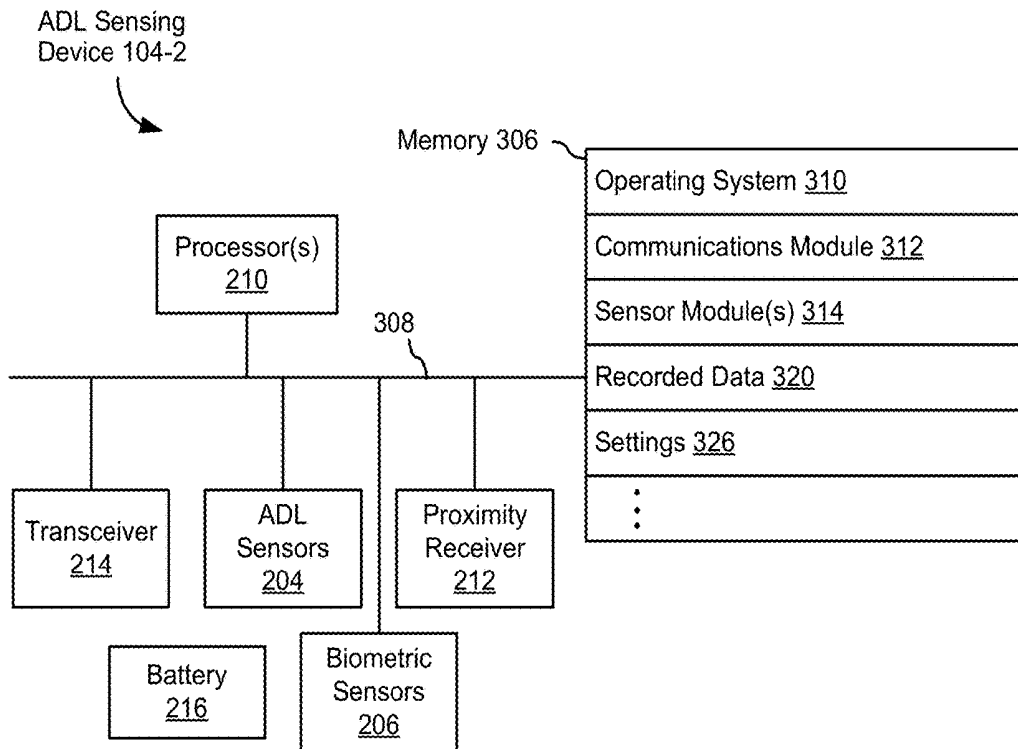 ADL Sensing
Device 104-2
Memory 306
Operating System 310
Processor(s)
210
Communications Module 312
308
Sensor Module(s) 314
Recorded Data 320
Settings 326
Transceiver
214
ADL
Sensors
204
Proximity
Receiver
212
Battery
216
Biometric
Sensors
206